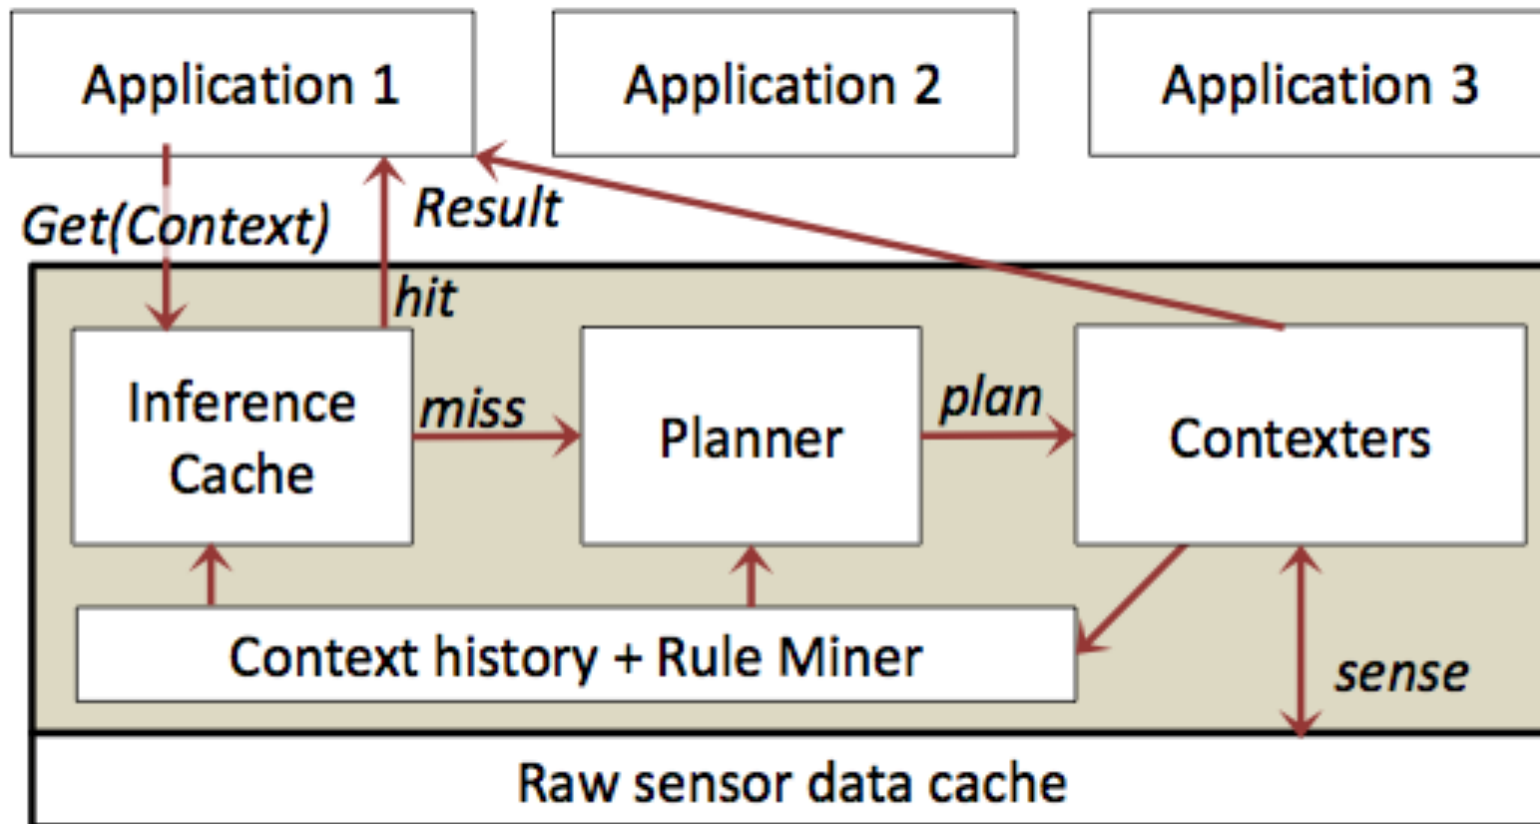 Application 1
Application 2
Application 3
Get(Context)
Result
hit
Inference
Cache
miss
Planner
plan
Contexters
Context history + Rule Miner
sense
Raw sensor data cache